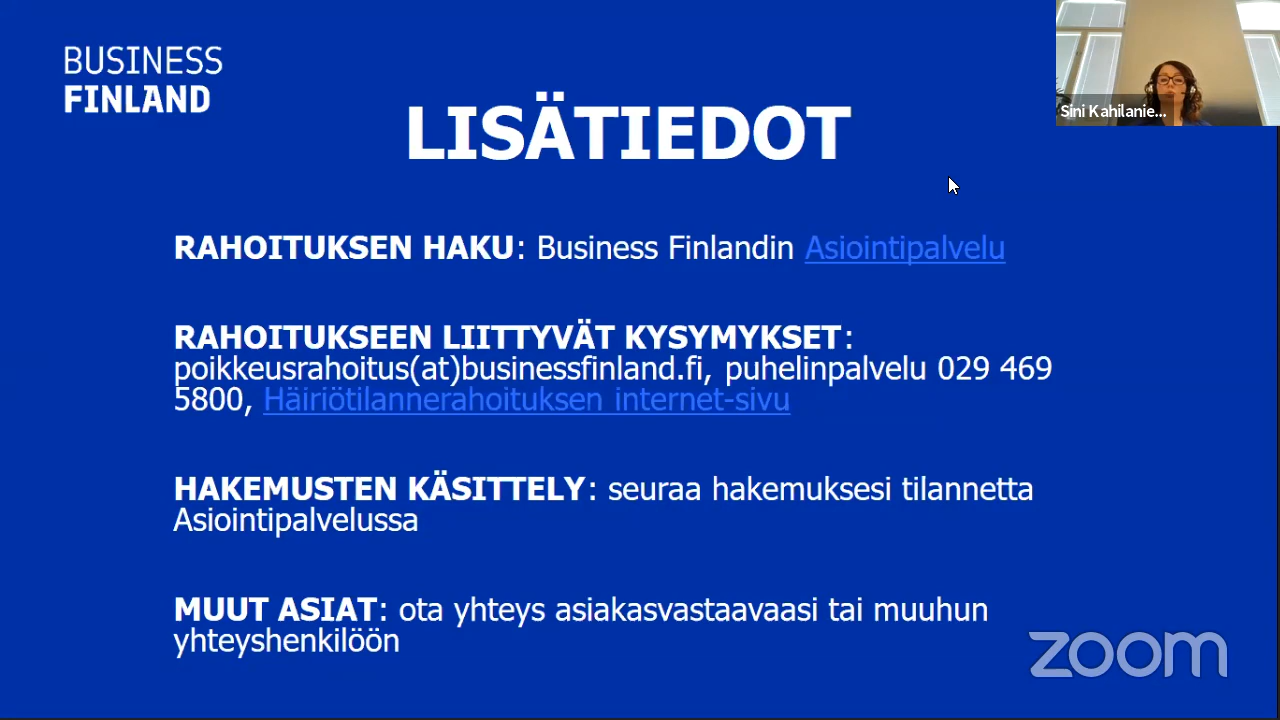 BUSINESS
FINLAND
Sini Kahilanie...
LISÄTIEDOT
RAHOITUKSEN HAKU: Business Finlandin Asiointipalvelu
RAHOITUKSEEN LIITTYVÄT KYSYMYKSET:
poikkeusrahoitus(at)businessfinland.fi, puhelinpalvelu 029 469
5800, Häiriötilannerahoituksen internet-sivu
HAKEMUSTEN KÄSITTELY: seuraa hakemuksesi tilannetta
Asiointipalvelussa
MUUT ASIAT: ota yhteys asiakasvastaavaasi tai muuhun
yhteyshenkilöön
zoom